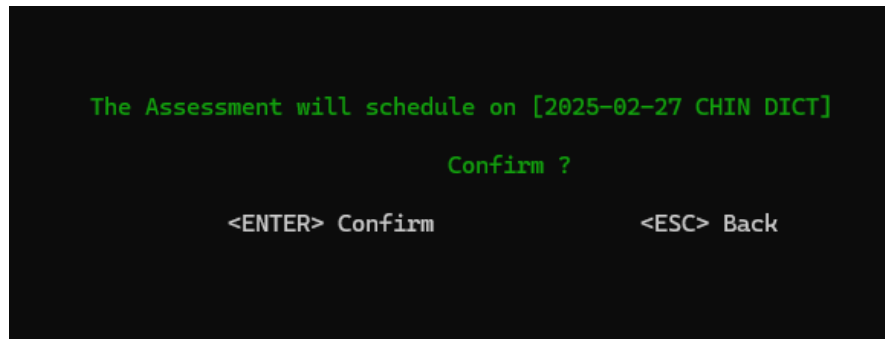 The Assessment will schedule on [2025-02-27 CHIN DICT]
Confirm ?
<ENTER> Confirm <ESC> Back